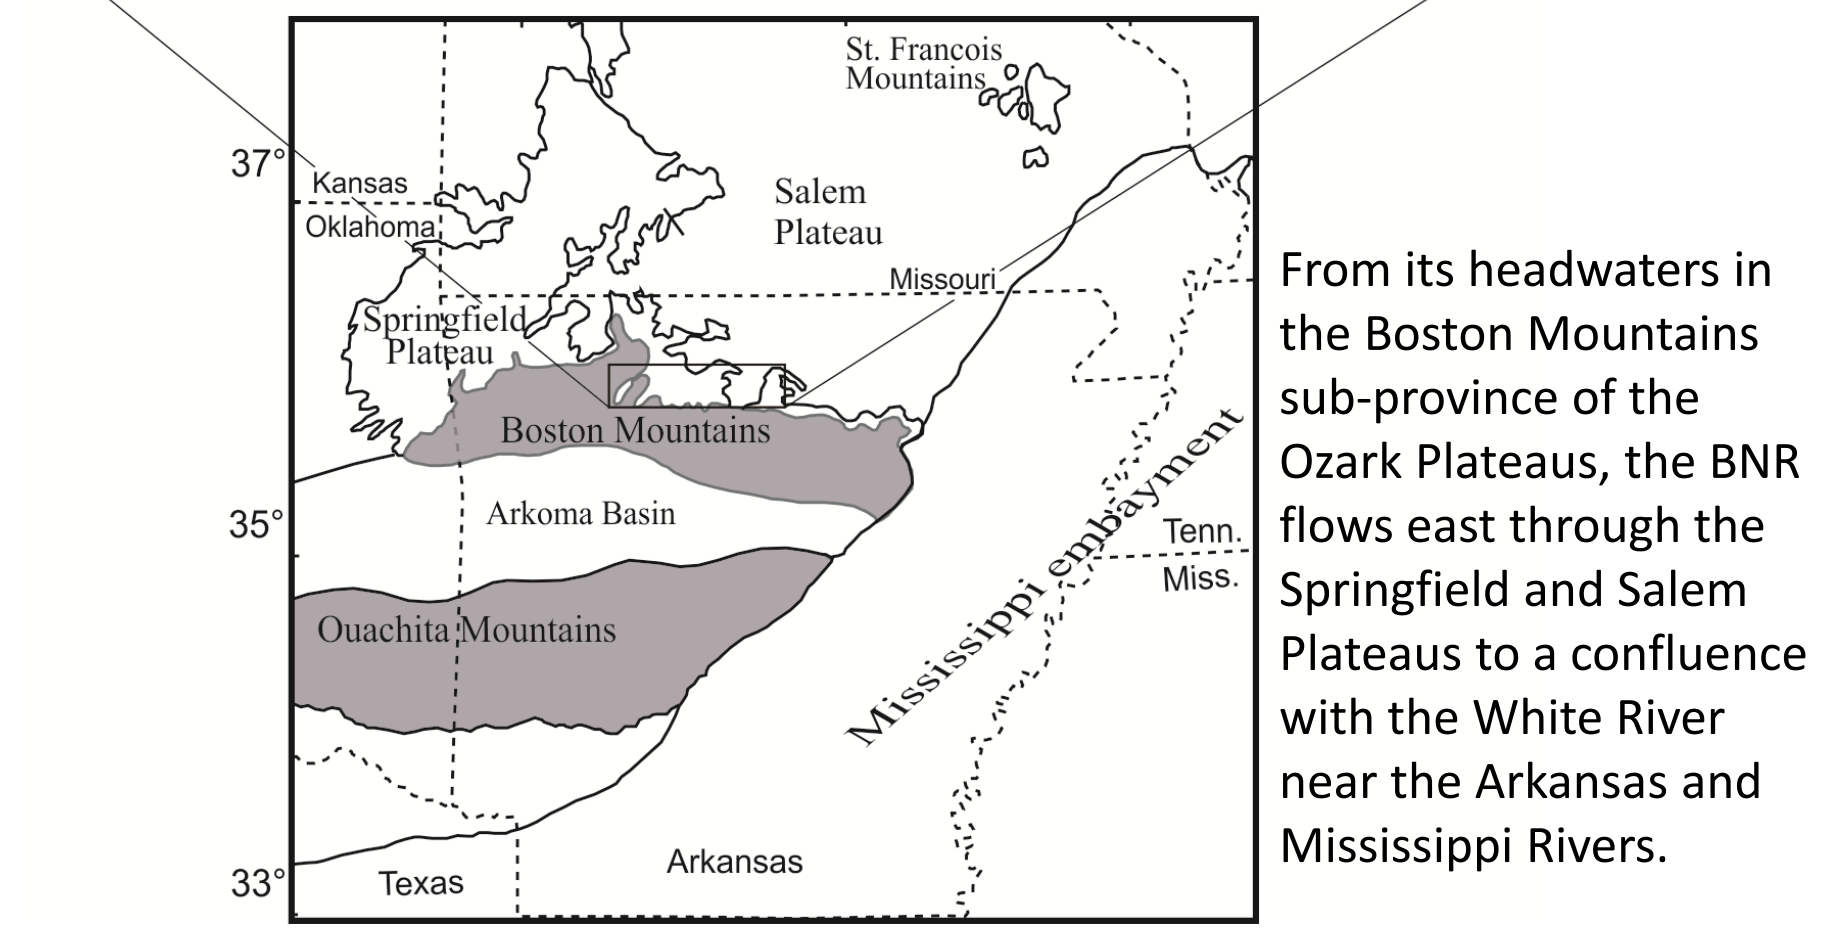 St. Francois
Mountains
37°
Kansas
Oklahoma
Salem
Plateau
Missouri
Springfield
Plateau
Boston Mountains
35°
Arkoma Basin
Tenn.
Miss.
Mississippi embayment
Ouachita Mountains
33°
Texas
Arkansas
From its headwaters in
the Boston Mountains
sub-province of the
Ozark Plateaus, the BNR
flows east through the
Springfield and Salem
Plateaus to a confluence
with the White River
near the Arkansas and
Mississippi Rivers.